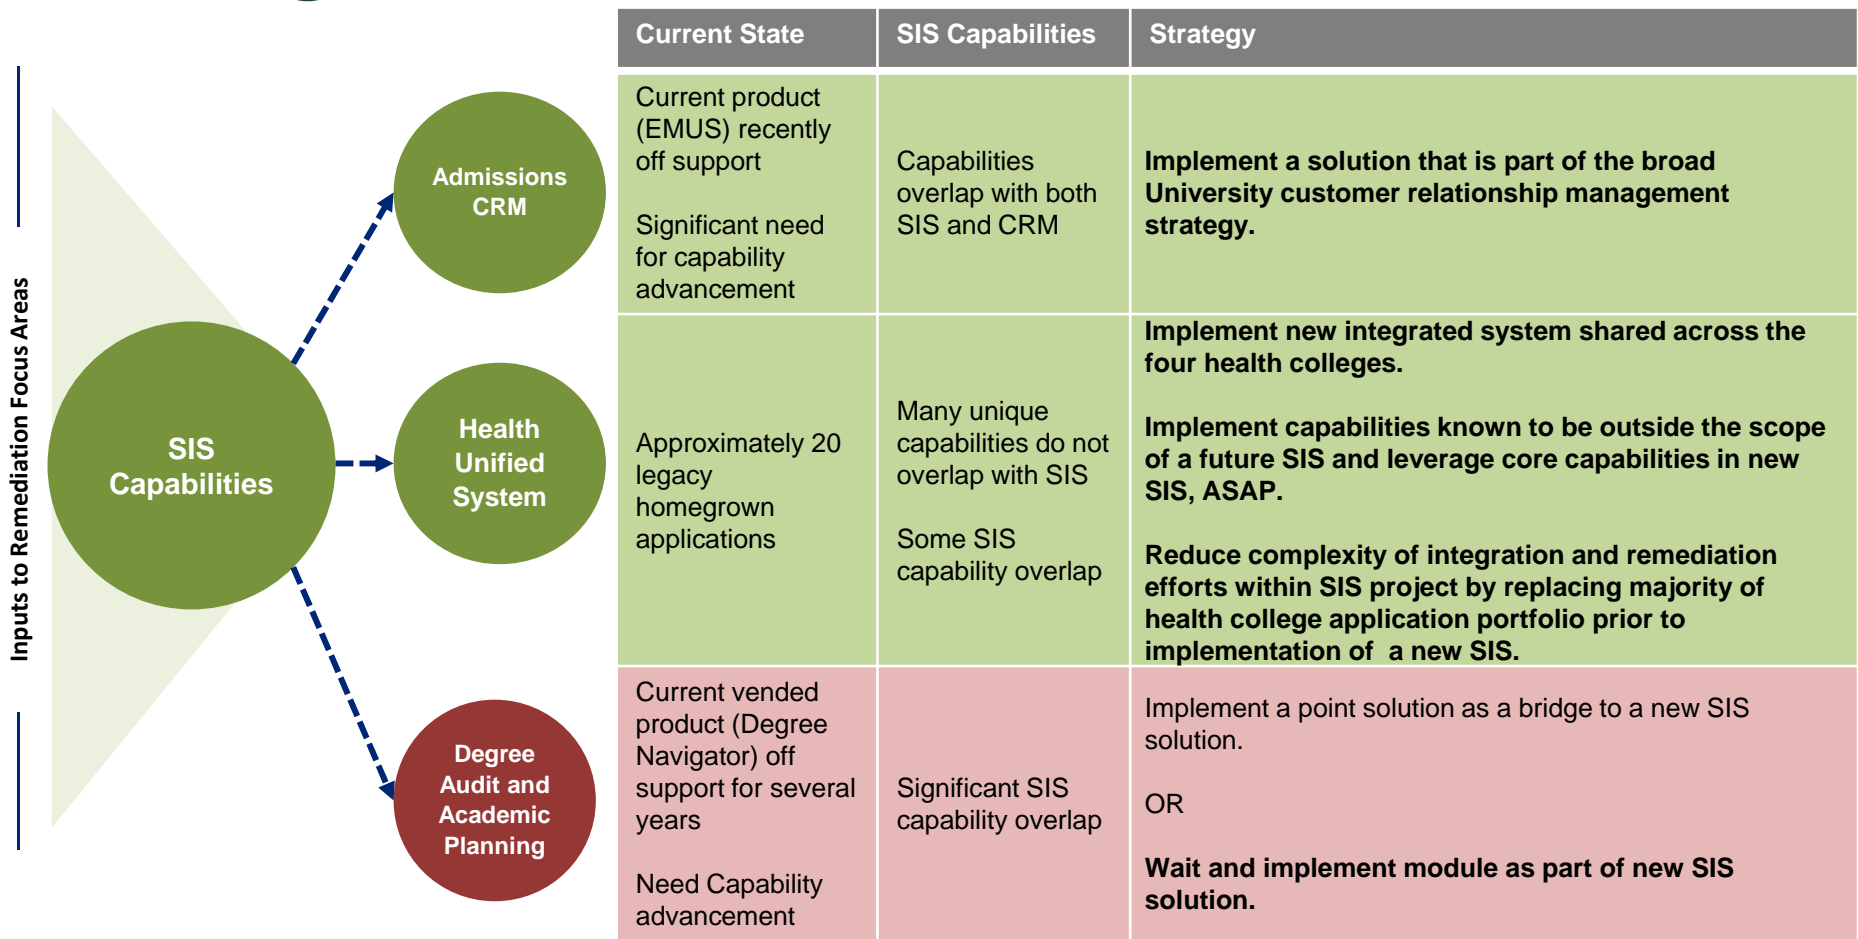 Inputs to Remediation Focus Areas
SIS
Capabilities
Admissions
CRM
Health
Unified
System
Degree
Audit and
Academic
Planning
Current State
SIS Capabilities
Strategy
Current product
(EMUS) recently
off support
Significant need
for capability
advancement
Capabilities
overlap with both
SIS and CRM
Implement a solution that is part of the broad
University customer relationship management
strategy.
Approximately 20
legacy
homegrown
applications
Many unique
capabilities do not
overlap with SIS
Some SIS
capability overlap
Implement new integrated system shared across the
four health colleges.
Implement capabilities known to be outside the scope
of a future SIS and leverage core capabilities in new
SIS, ASAP.
Reduce complexity of integration and remediation
efforts within SIS project by replacing majority of
health college application portfolio prior to
implementation of  a new SIS.
Current vended
product (Degree
Navigator) off
support for several
years
Need Capability
advancement
Significant SIS
capability overlap
Implement a point solution as a bridge to a new SIS
solution.
OR
Wait and implement module as part of new SIS
solution.